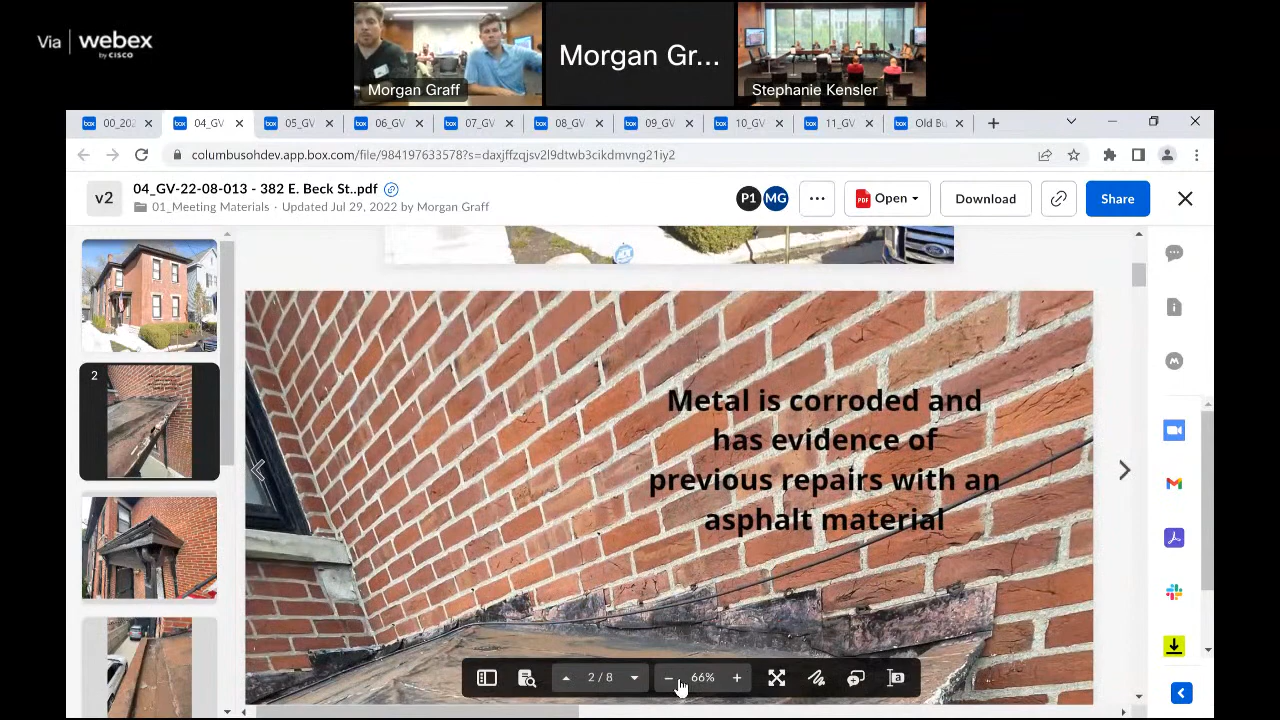 Via webex
by CISCO
Morgan Graff
Morgan Gr...
Stephanie Kensler
box 00_202 04_GV 05_GV 06_GV 07_GV 08_GV 09_GV 10_GV 11_GV Old Bu
columbusohdev.app.box.com/file/984197633578?s=daxjffzqjsv2l9dtwb3cikdmvng21iy2
v2
04_GV-22-08-013 - 382 E. Beck St..pdf
01_Meeting Materials · Updated Jul 29, 2022 by Morgan Graff
P1 MG
Open
Download
Share
2
Metal is corroded and
has evidence of
previous repairs with an
asphalt material
2 / 8
66%